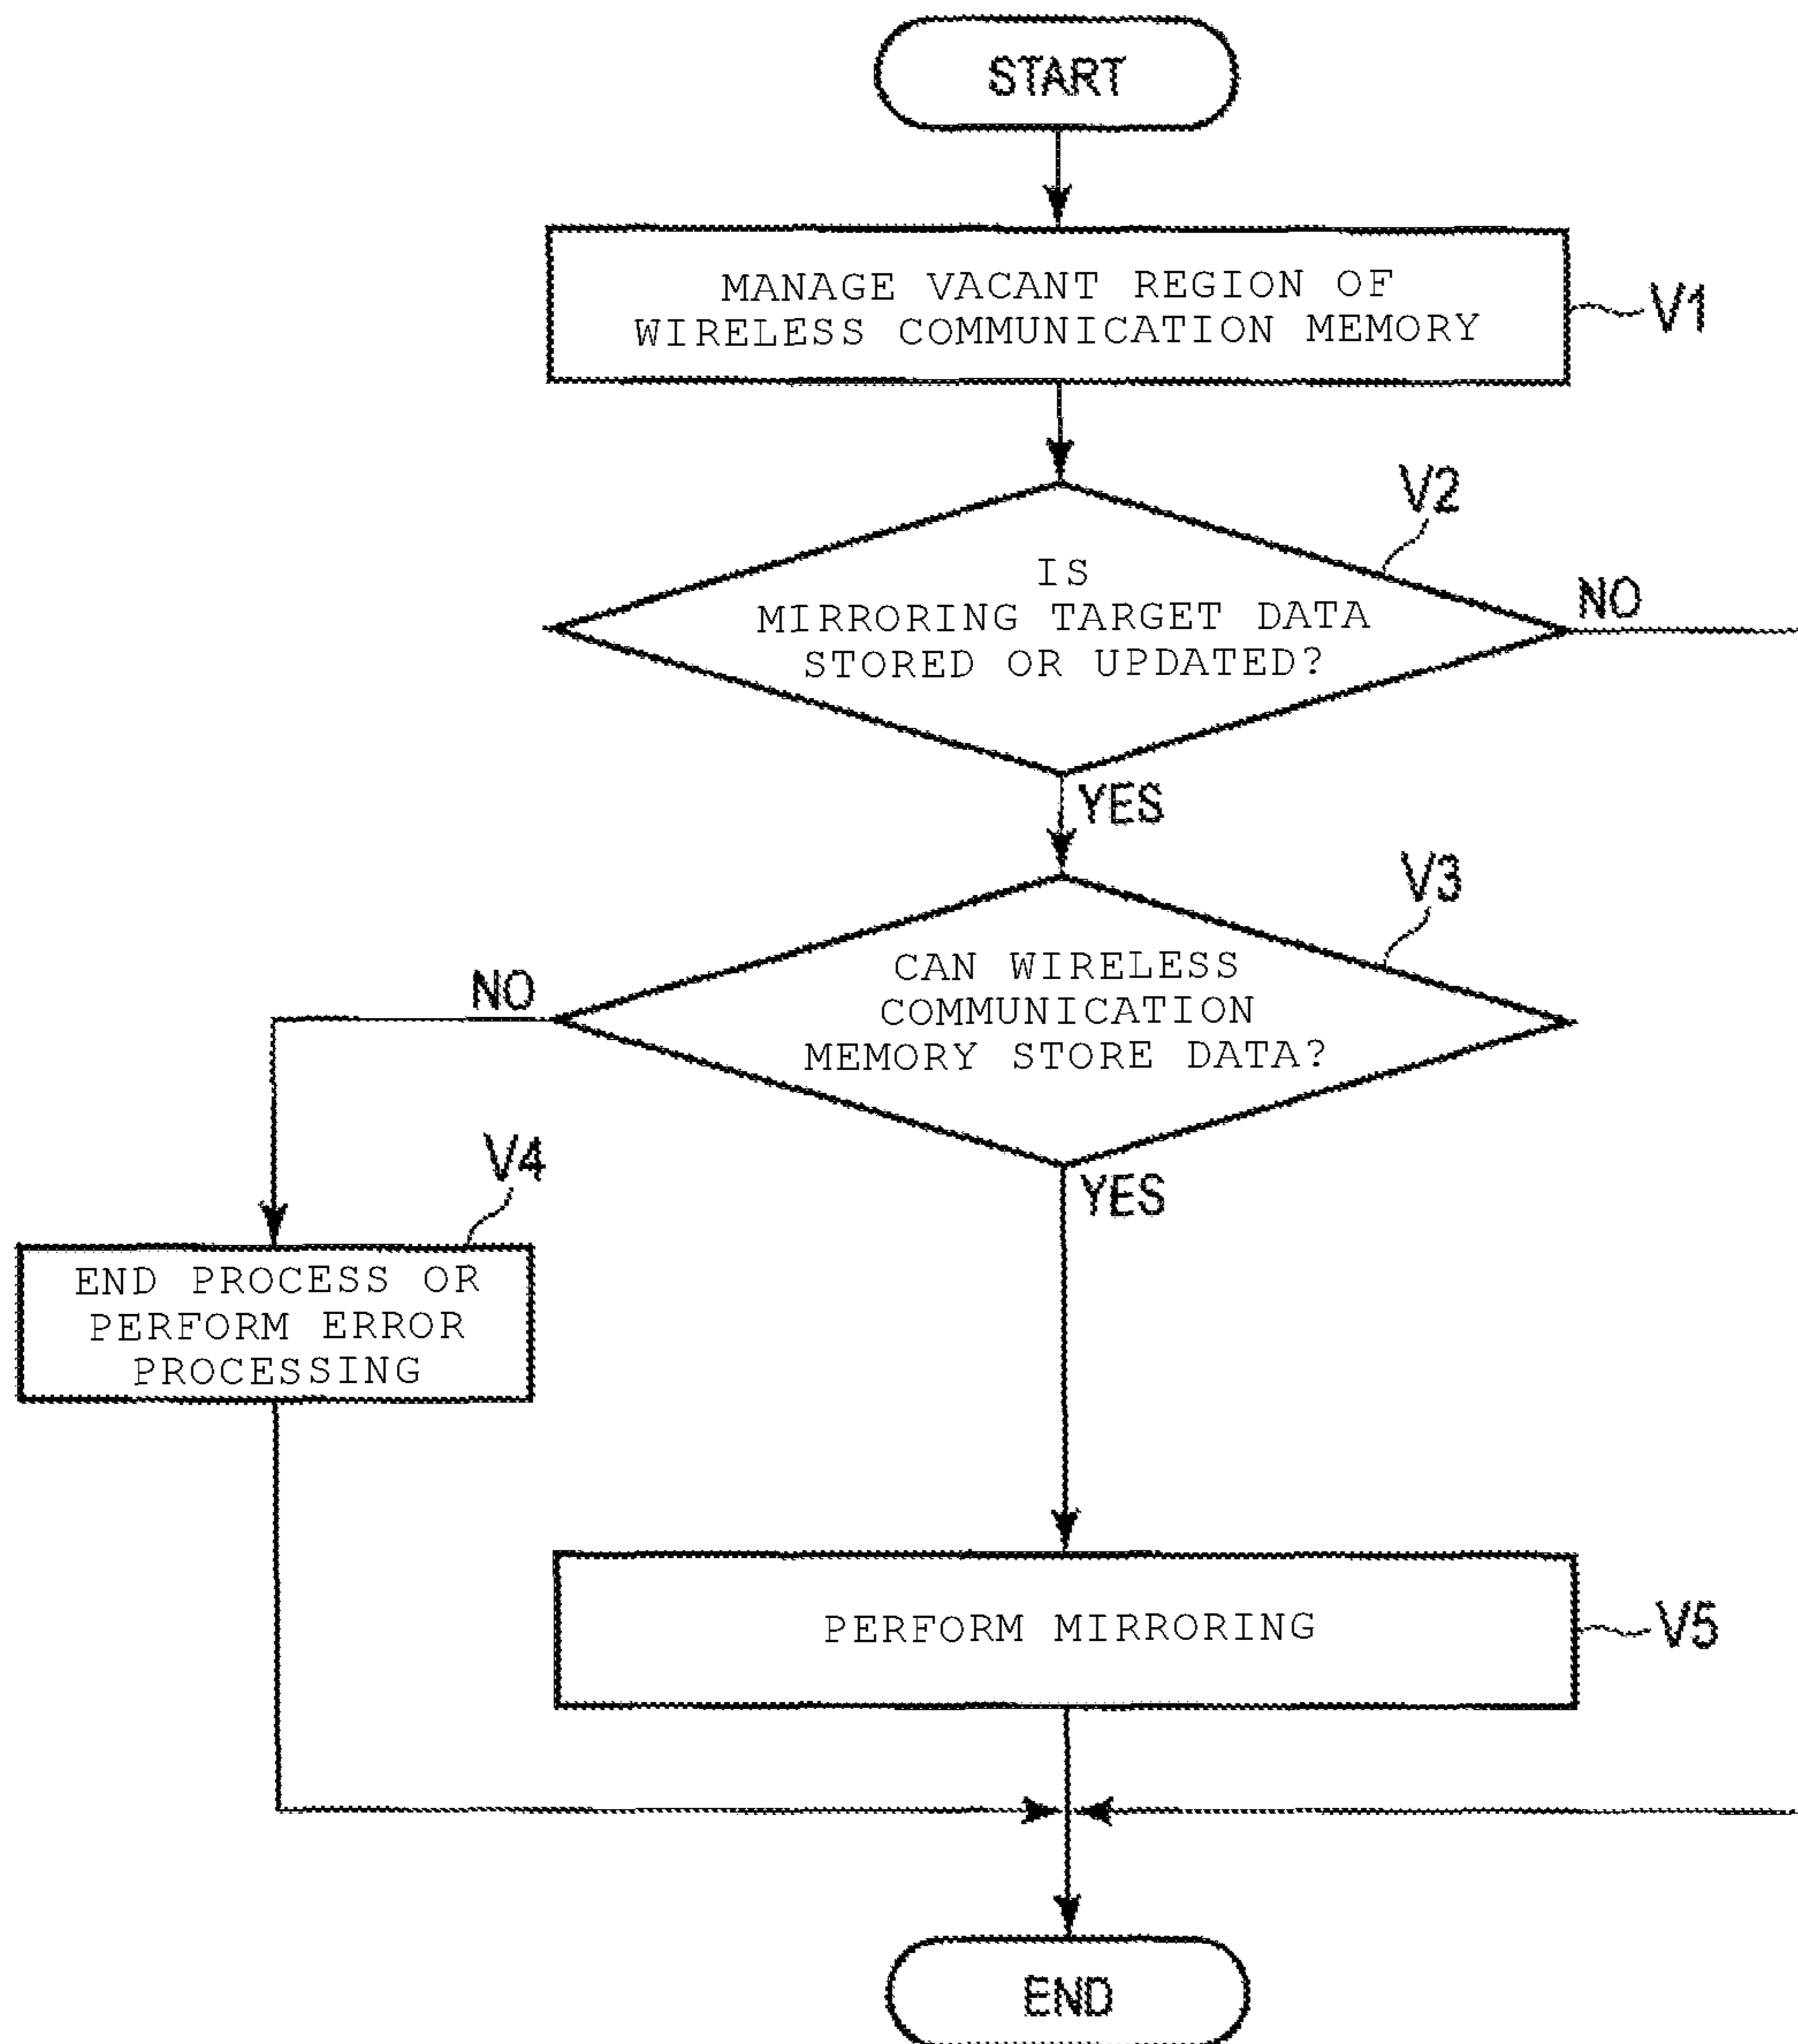 START
MANAGE VACANT REGION OF
WIRELESS COMMUNICATION MEMORY
V1
V2
IS
MIRRORING TARGET DATA
STORED OR UPDATED?
NO
YES
V3
CAN WIRELESS
COMMUNICATION
MEMORY STORE DATA?
NO
YES
V4
END PROCESS OR
PERFORM ERROR
PROCESSING
PERFORM MIRRORING
V5
END